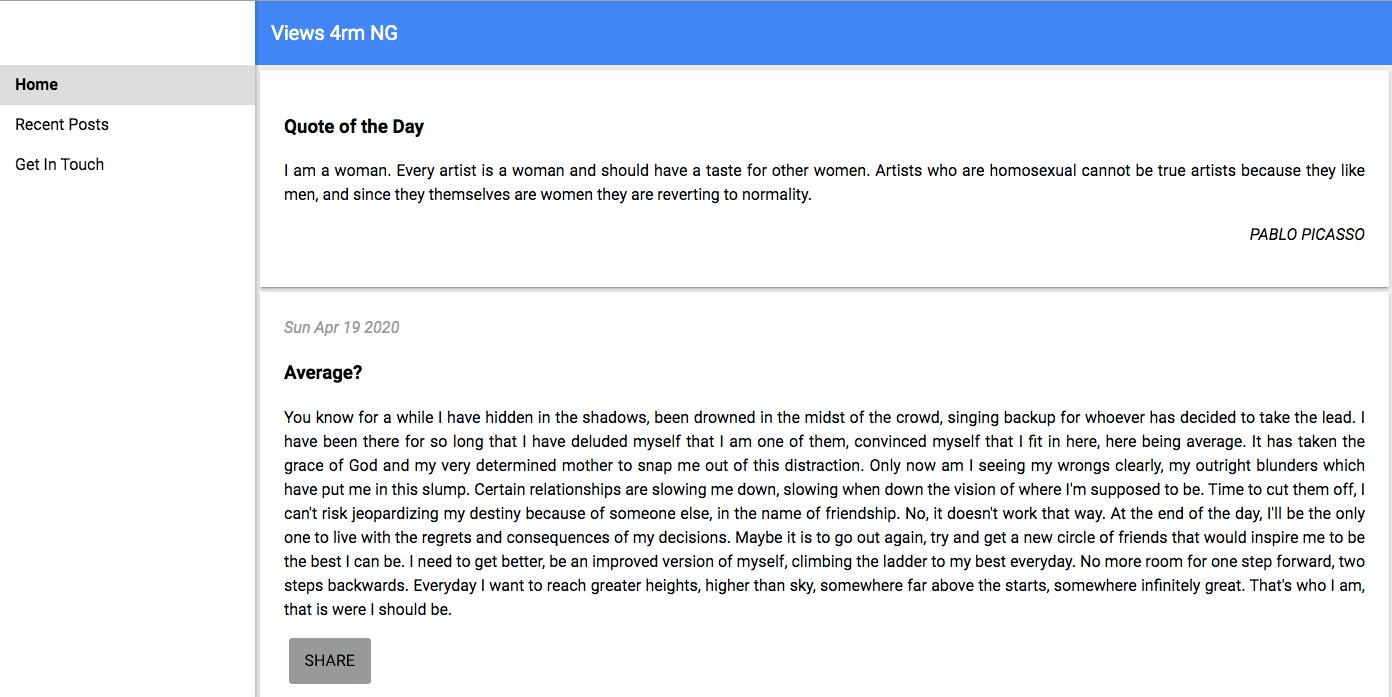 Views 4rm NG
Home
Recent Posts
Get In Touch
Quote of the Day
I am a woman. Every artist is a woman and should have a taste for other women. Artists who are homosexual cannot be true artists because they like
men, and since they themselves are women they are reverting to normality.
PABLO PICASSO
Sun Apr 19 2020
Average?
You know for a while I have hidden in the shadows, been drowned in the midst of the crowd, singing backup for whoever has decided to take the lead. I
have been there for so long that I have deluded myself that I am one of them, convinced myself that I fit in here, here being average. It has taken the
grace of God and my very determined mother to snap me out of this distraction. Only now am I seeing my wrongs clearly, my outright blunders which
have put me in this slump. Certain relationships are slowing me down, slowing when down the vision of where I'm supposed to be. Time to cut them off, I
can't risk jeopardizing my destiny because of someone else, in the name of friendship. No, it doesn't work that way. At the end of the day, I'll be the only
one to live with the regrets and consequences of my decisions. Maybe it is to go out again, try and get a new circle of friends that would inspire me to be
the best I can be. I need to get better, be an improved version of myself, climbing the ladder to my best everyday. No more room for one step forward, two
steps backwards. Everyday I want to reach greater heights, higher than sky, somewhere far above the starts, somewhere infinitely great. That's who I am,
that is were I should be.
SHARE